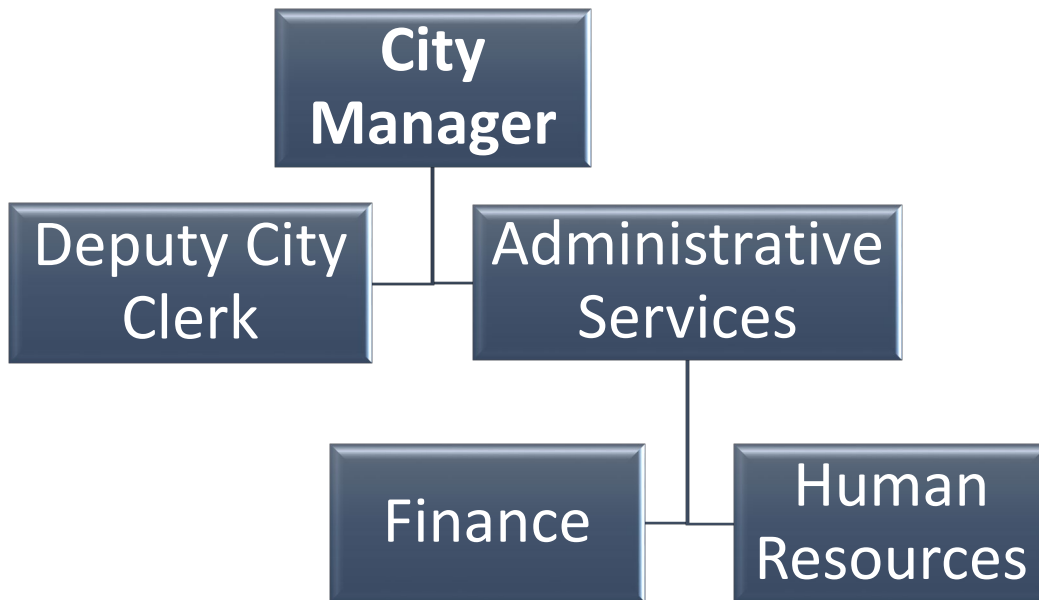 City
Manager
Deputy City
Clerk
Administrative
Services
Finance
Human
Resources